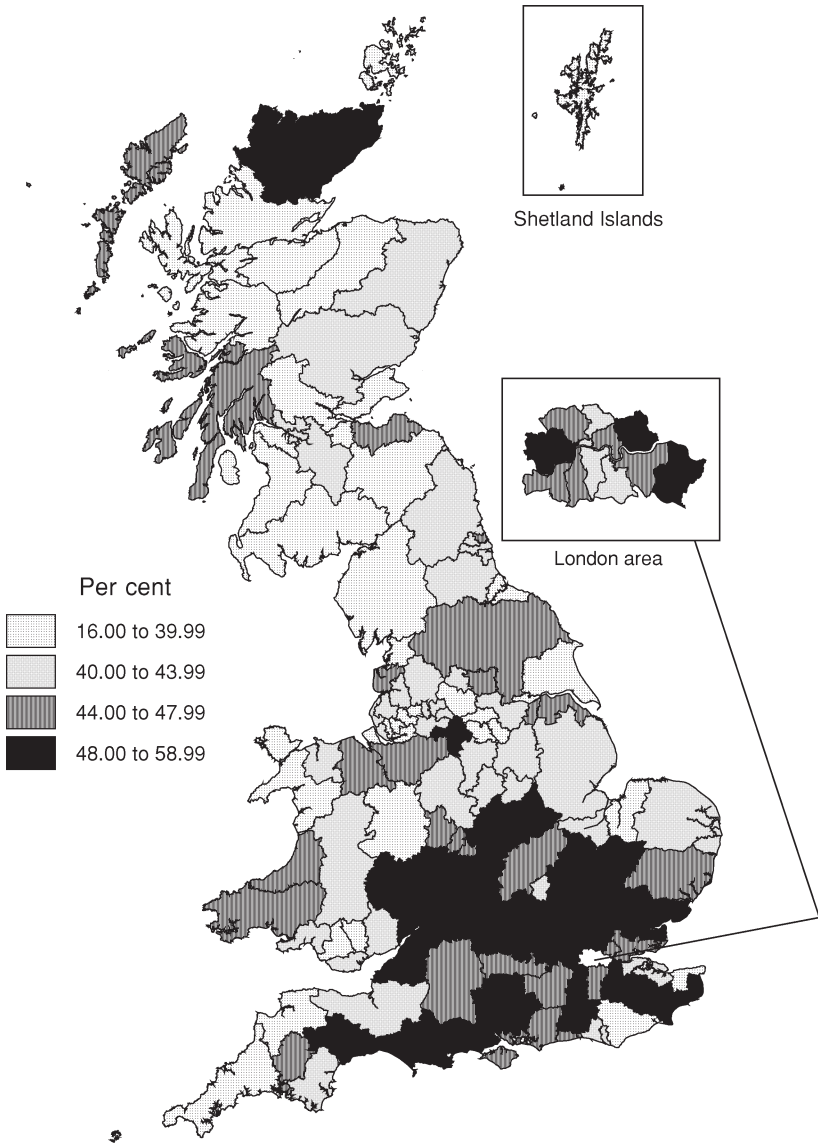 Shetland Islands
London area
Per cent
16.00 to 39.99
40.00 to 43.99
44.00 to 47.99
48.00 to 58.99